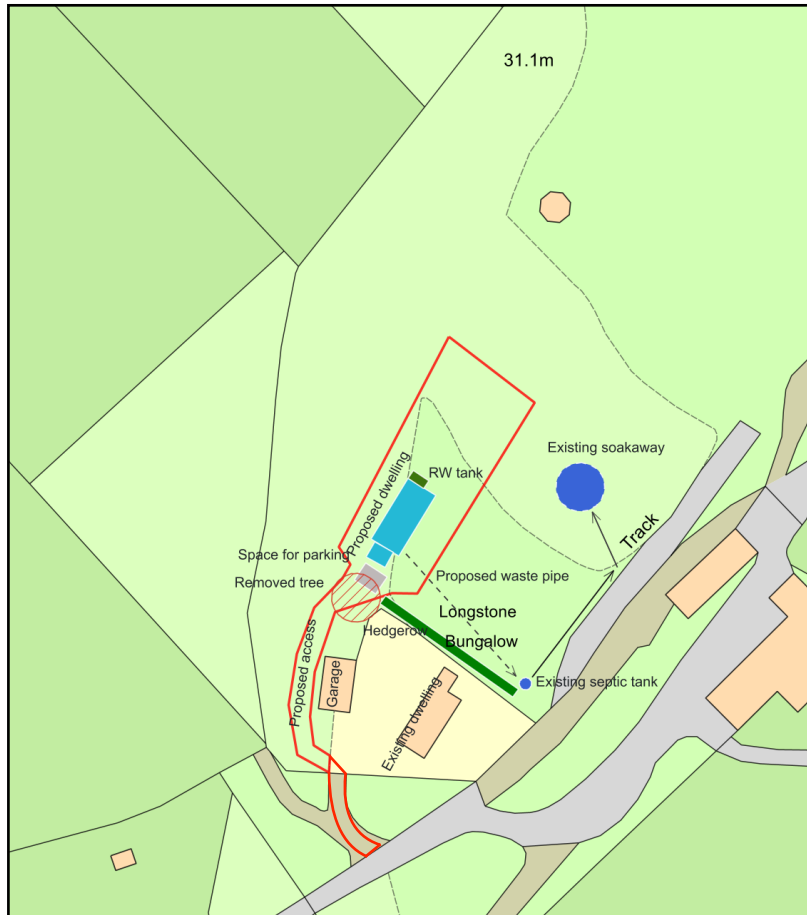 31.1m
RW tank
Existing soakaway
Proposed dwelling
Track
Space for parking
Proposed waste pipe
Removed tree
Longstone
Hedgerow
Bungalow
Proposed access
Garage
Existing septic tank
Existing dwelling